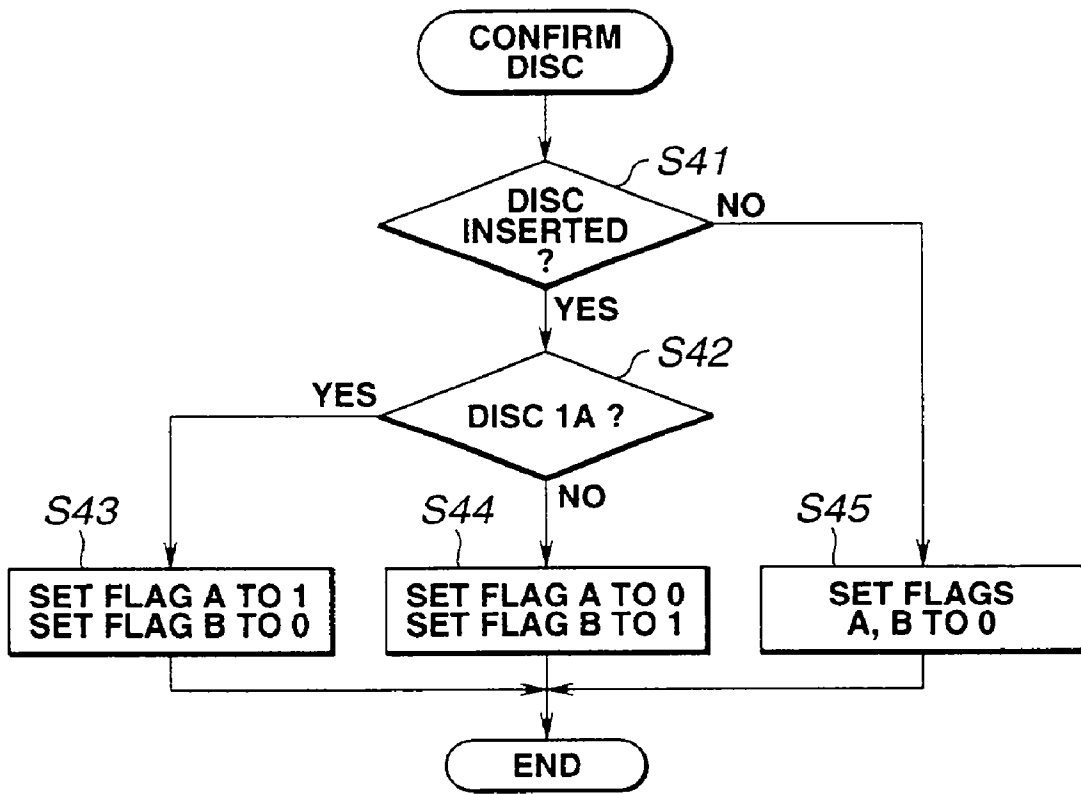 CONFIRM
DISC
S41
DISC
INSERTED
?
NO
YES
S42
YES
DISC 1A ?
NO
S43
S44
S45
SET FLAG A TO 1
SET FLAG B TO 0
SET FLAG A TO 0
SET FLAG B TO 1
SET FLAGS
A, B TO 0
END